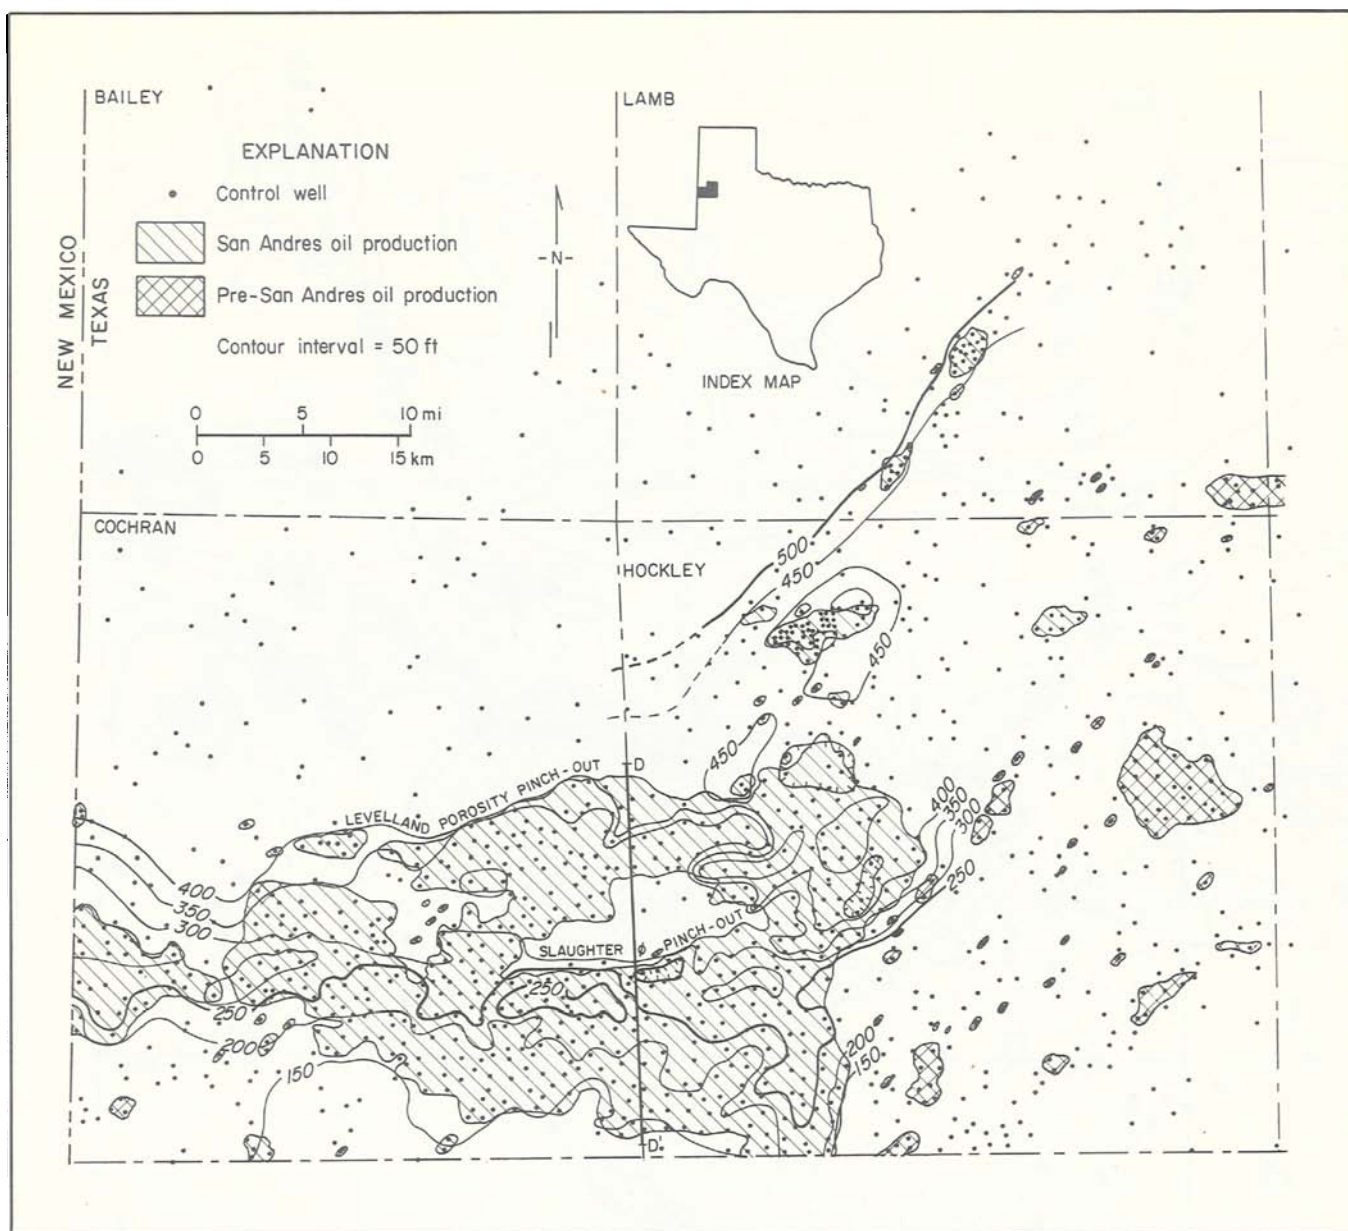 BAILEY
LAMB
EXPLANATION
Control well
San Andres oil production
Pre-San Andres oil production
Contour interval = 50 ft
0 5 10 mi
0 5 10 15 km
-N-
INDEX MAP
NEW MEXICO
TEXAS
COCHRAN
HOCKLEY
500
450
450
450
D
LEVELLAND POROSITY PINCH-OUT
400
350
300
250
400
350
300
SLAUGHTER ϕ PINCH-OUT
250
250
200
150
200
150
D'